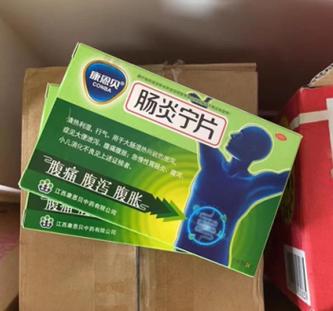 康恩贝
CONBA
肠炎宁片
清热利湿，行气。用于大肠湿热所致的泄泻，
症见大便泄泻、腹痛腹胀；急慢性胃肠炎、腹泻、
小儿消化不良见上述证候者。
腹痛 腹泻 腹胀
江西康恩贝中药有限公司
腹痛
江西康恩贝中药有限公司